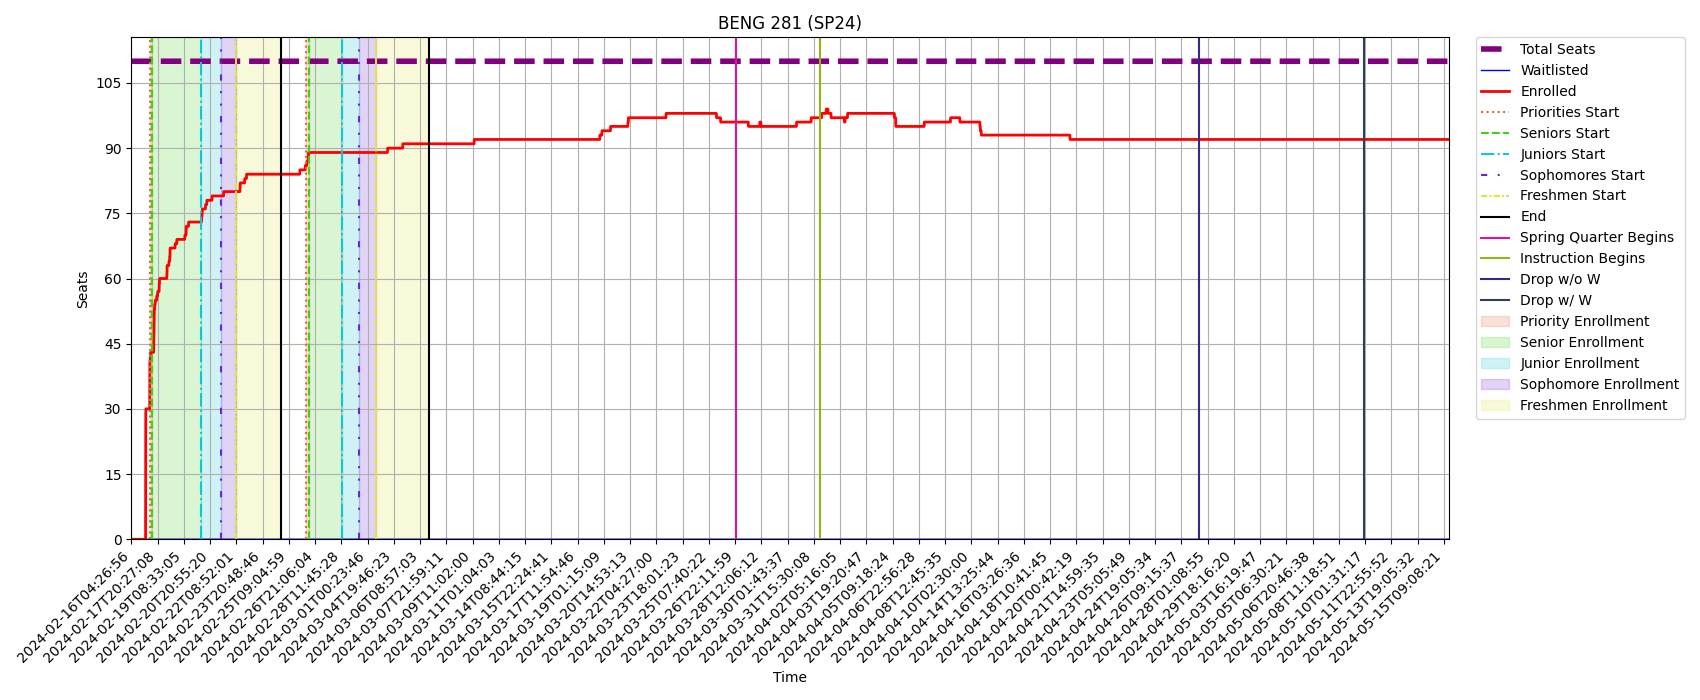 BENG 281 (SP24)
Seats
105
90
75
60
45
30
15
0
2024-02-16T04:26:56
2024-02-17T20:27:08
2024-02-19T08:33:05
2024-02-20T20:55:20
2024-02-22T08:52:01
2024-02-23T20:48:46
2024-02-25T09:04:59
2024-02-26T21:06:04
2024-02-28T11:45:28
2024-03-01T00:23:46
2024-03-04T19:46:23
2024-03-06T08:57:03
2024-03-07T21:59:11
2024-03-09T11:02:00
2024-03-11T01:04:03
2024-03-14T08:44:15
2024-03-15T22:24:41
2024-03-17T11:54:46
2024-03-19T01:15:09
2024-03-20T14:53:13
2024-03-22T04:27:00
2024-03-23T18:01:23
2024-03-25T07:40:22
2024-03-26T22:11:59
2024-03-28T12:06:12
2024-03-30T01:43:37
2024-03-31T15:30:08
2024-04-02T05:16:05
2024-04-03T19:20:47
2024-04-05T09:18:24
2024-04-06T22:56:28
2024-04-08T12:45:35
2024-04-10T02:30:00
2024-04-14T13:25:44
2024-04-16T03:26:36
2024-04-18T10:41:45
2024-04-20T00:42:19
2024-04-21T14:59:35
2024-04-23T05:05:49
2024-04-24T19:05:34
2024-04-26T09:15:37
2024-04-28T01:08:55
2024-04-29T18:16:20
2024-05-03T16:19:47
2024-05-05T06:30:21
2024-05-06T20:46:38
2024-05-08T11:18:51
2024-05-10T01:31:17
2024-05-11T22:55:52
2024-05-13T19:05:32
2024-05-15T09:08:21
Time
Total Seats
Waitlisted
Enrolled
Priorities Start
Seniors Start
Juniors Start
Sophomores Start
Freshmen Start
End
Spring Quarter Begins
Instruction Begins
Drop w/o W
Drop w/ W
Priority Enrollment
Senior Enrollment
Junior Enrollment
Sophomore Enrollment
Freshmen Enrollment